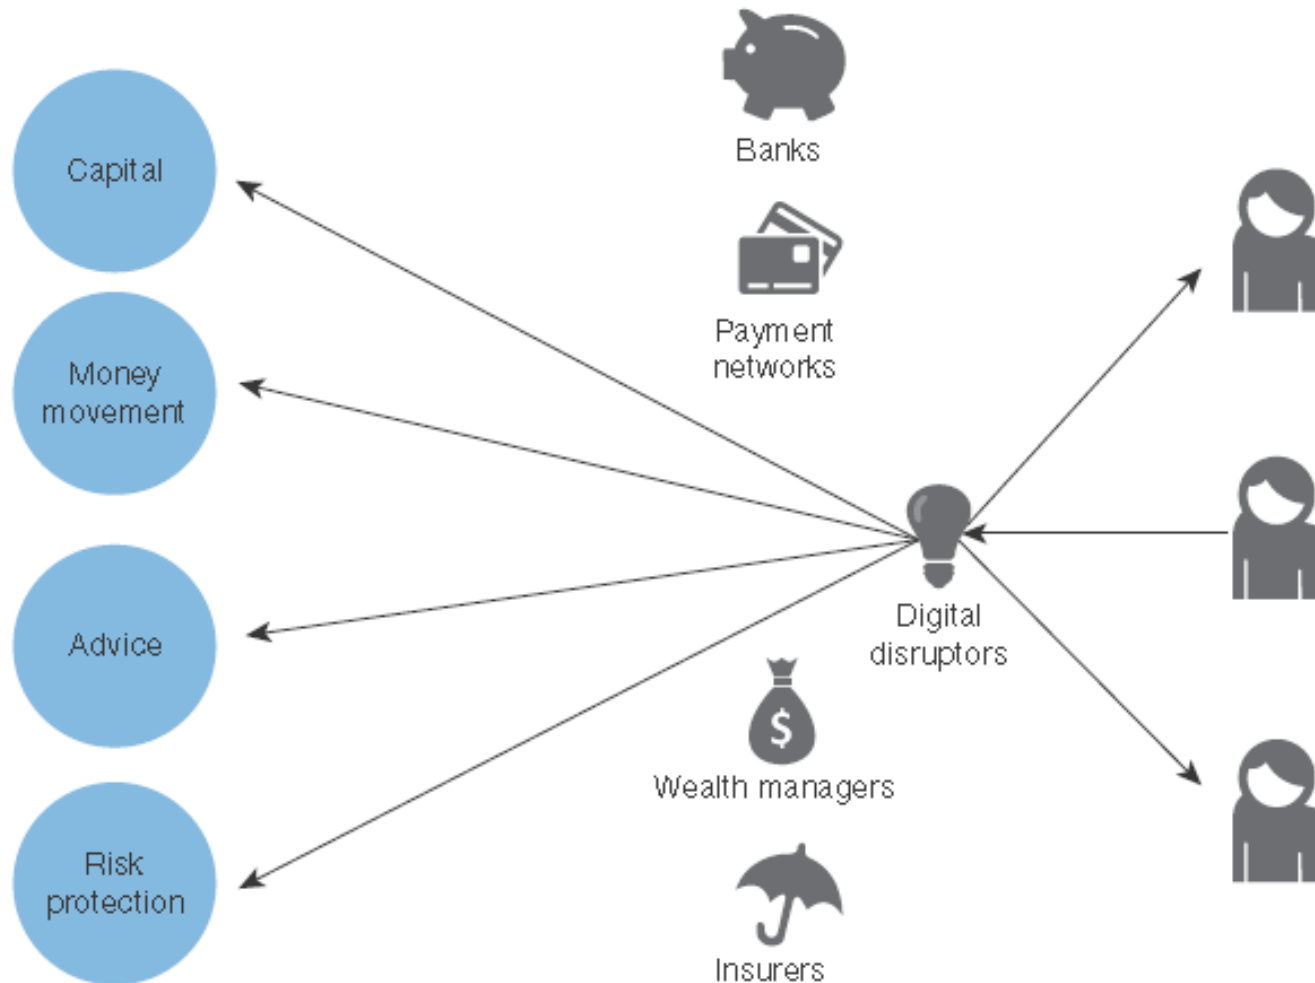 Banks
Capital
Payment
networks
Money
movement
Digital
disruptors
Advice
$
Wealth managers
Risk
protection
Insurers